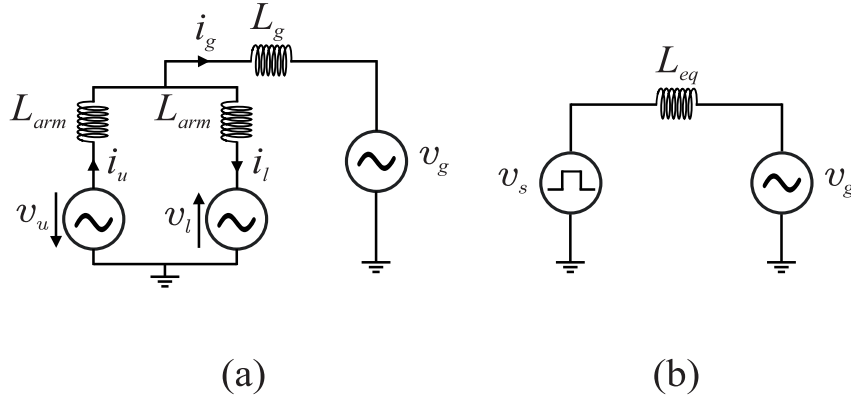 i_g
L_g
L_arm
L_arm
i_u
i_l
v_u
v_l
v_g
(a)
L_eq
v_s
v_g
(b)